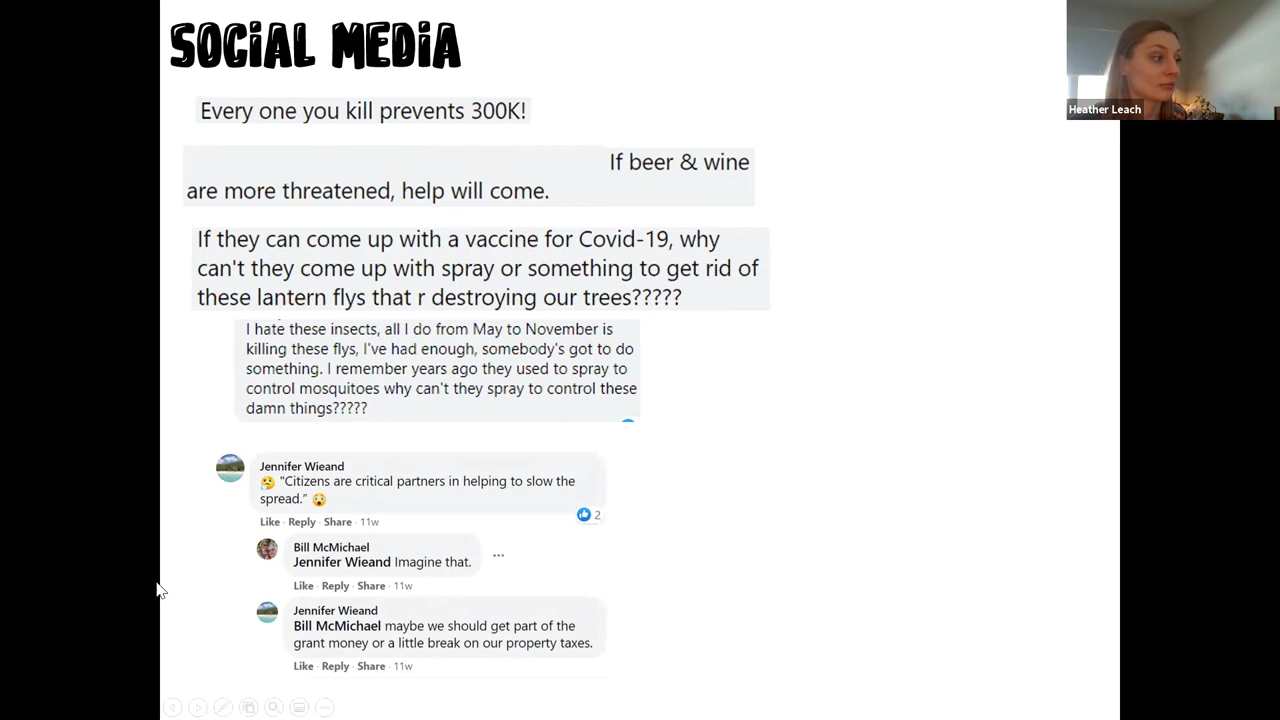 SOCIAL MEDIA
Heather Leach
Every one you kill prevents 300K!
If beer & wine
are more threatened, help will come.
If they can come up with a vaccine for Covid-19, why
can't they come up with spray or something to get rid of
these lantern flys that r destroying our trees?????
I hate these insects, all I do from May to November is
killing these flys, I've had enough, somebody's got to do
something. I remember years ago they used to spray to
control mosquitoes why can't they spray to control these
damn things?????
Jennifer Wieand
"Citizens are critical partners in helping to slow the
spread."
2
Like · Reply · Share · 11w
Bill McMichael
Jennifer Wieand Imagine that.
Like · Reply · Share · 11w
Jennifer Wieand
Bill McMichael maybe we should get part of the
grant money or a little break on our property taxes.
Like · Reply · Share · 11w